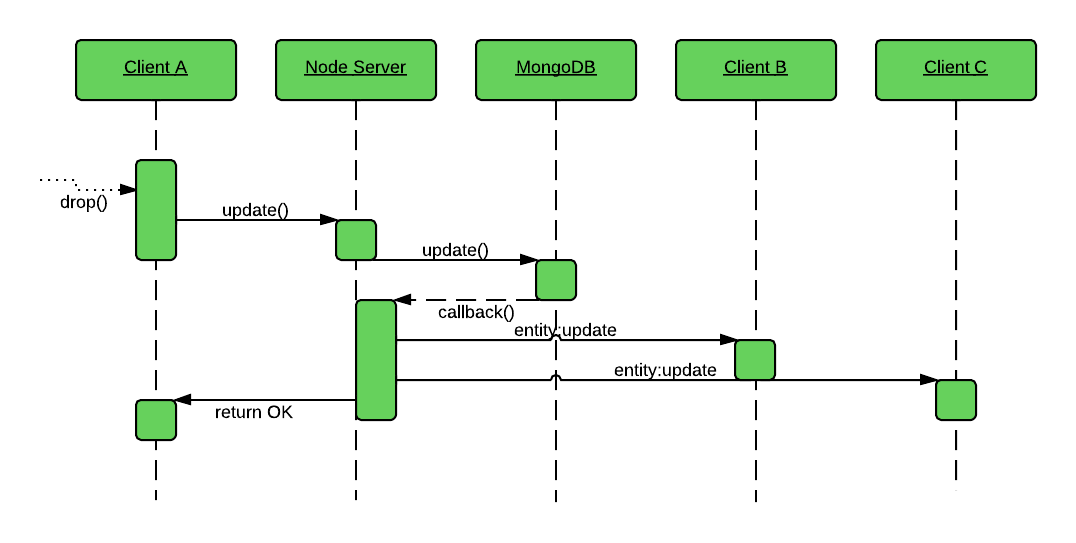 Client A
Node Server
MongoDB
Client B
Client C
drop()
update()
update()
callback()
entity:update
entity:update
return OK